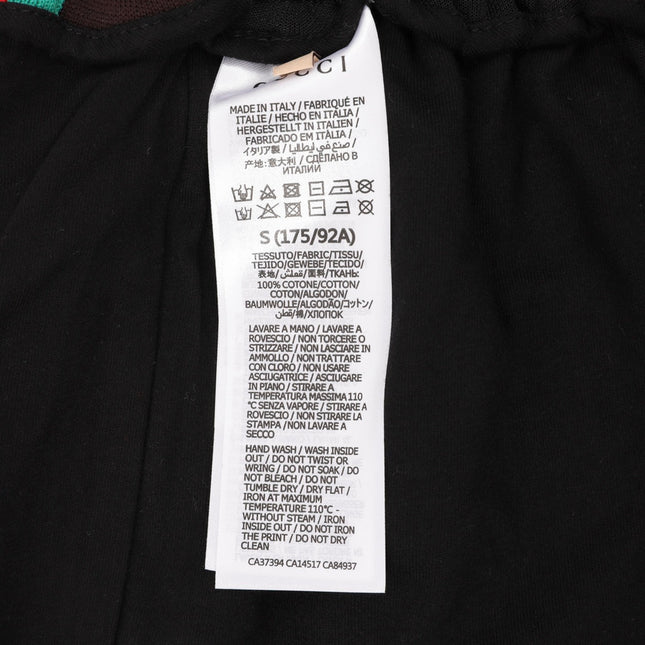 GUCCI
MADE IN ITALY / FABRIQUÉ EN
ITALIE / HECHO EN ITALIA /
HERGESTELLT IN ITALIEN /
FABRICADO EM ITÁLIA /
イタリア製 / صنع في ايطاليا /
产地: 意大利 / СДЕЛАНО В
ИТАЛИИ
S (175/92A)
TESSUTO/FABRIC/TISSU/
TEJIDO/GEWEBE/TECIDO/
表地/قماش/面料/ТКАНЬ:
100% COTONE/COTTON/
COTON/ALGODON/
BAUMWOLLE/ALGODÃO/コットン/
قطن/棉/ХЛОПОК
LAVARE A MANO / LAVARE A
ROVESCIO / NON TORCERE O
STRIZZARE / NON LASCIARE IN
AMMOLLO / NON TRATTARE
CON CLORO / NON USARE
ASCIUGATRICE / ASCIUGARE
IN PIANO / STIRARE A
TEMPERATURA MASSIMA 110
°C SENZA VAPORE / STIRARE A
ROVESCIO / NON STIRARE LA
STAMPA /NON LAVARE A
SECCO
HAND WASH / WASH INSIDE
OUT / DO NOT TWIST OR
WRING / DO NOT SOAK / DO
NOT BLEACH / DO NOT
TUMBLE DRY / DRY FLAT /
IRON AT MAXIMUM
TEMPERATURE 110°C -
WITHOUT STEAM / IRON
INSIDE OUT / DO NOT IRON
THE PRINT / DO NOT DRY
CLEAN
CA37394 CA14517 CA84937